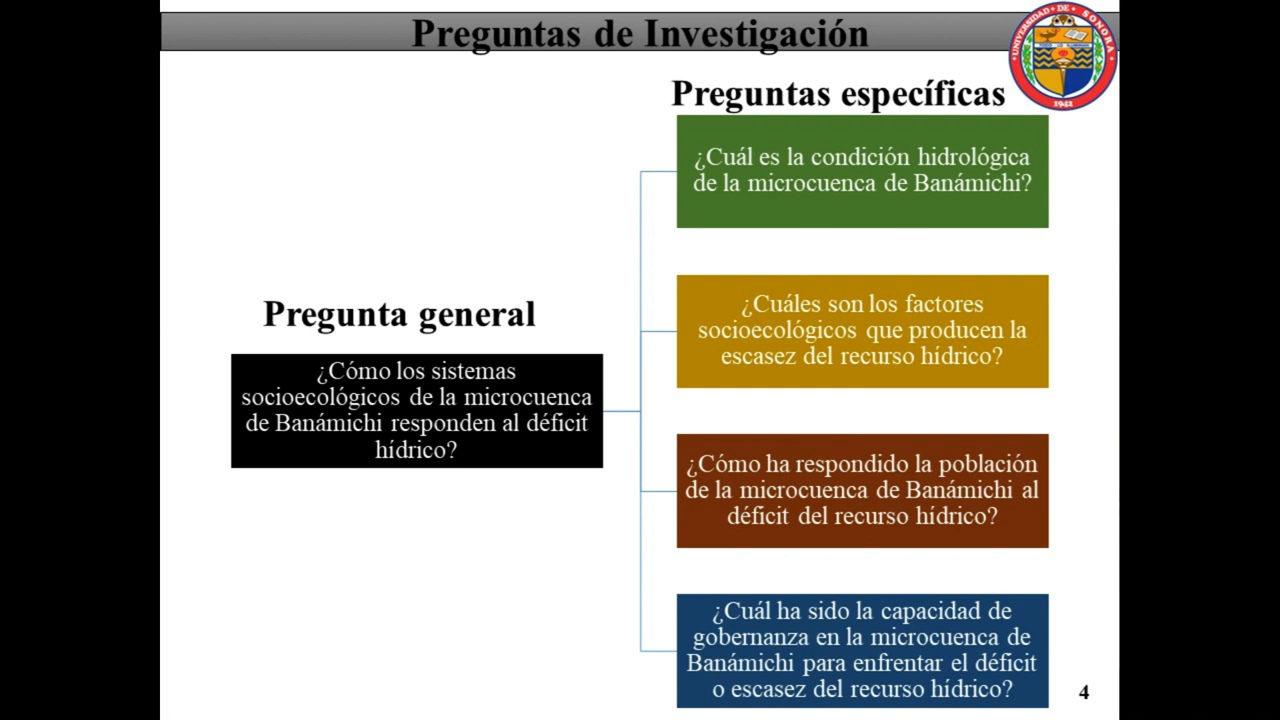 Preguntas de Investigación
UNIVERSIDAD DE SONORA
1942
Preguntas específicas
¿Cuál es la condición hidrológica
de la microcuenca de Banámichi?
¿Cuáles son los factores
socioecológicos que producen la
escasez del recurso hídrico?
Pregunta general
¿Cómo los sistemas
socioecológicos de la microcuenca
de Banámichi responden al déficit
hídrico?
¿Cómo ha respondido la población
de la microcuenca de Banámichi al
déficit del recurso hídrico?
¿Cuál ha sido la capacidad de
gobernanza en la microcuenca de
Banámichi para enfrentar el déficit
o escasez del recurso hídrico?
4